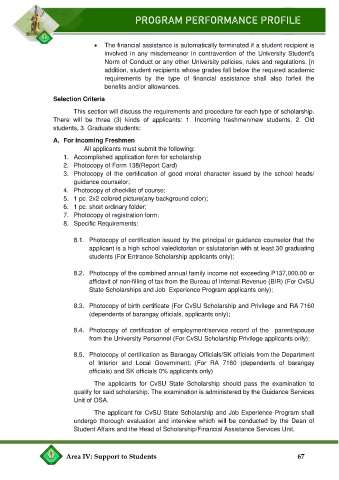 PROGRAM PERFORMANCE PROFILE
• The financial assistance is automatically terminated if a student recipient is
involved in any misdemeanor in contravention of the University Student's
Norm of Conduct or any other University policies, rules and regulations. [n
addition, student recipients whose grades fall below the required academic
requirements by the type of financial assistance shall also forfeit the
benefits and/or allowances.
Selection Criteria
This section will discuss the requirements and procedure for each type of scholarship.
There will be three (3) kinds of applicants: 1. Incoming freshmen/new students, 2. Old
students, 3. Graduate students:
A. For Incoming Freshmen
All applicants must submit the following:
1. Accomplished application form for scholarship
2. Photocopy of Form 138(Report Card)
3. Photocopy of the certification of good moral character issued by the school heads/
guidance counselor;
4. Photocopy of checklist of course;
5. 1 pc. 2x2 colored picture(any background color);
6. 1 pc. short ordinary folder;
7. Photocopy of registration form;
8. Specific Requirements:
8.1. Photocopy of certification issued by the principal or guidance counselor that the
applicant is a high school valedictorian or salutatorian with at least 30 graduating
students (For Entrance Scholarship applicants only);
8.2. Photocopy of the combined annual family income not exceeding P137,000.00 or
affidavit of non-filing of tax from the Bureau of Internal Revenue (BIR) (For CvSU
State Scholarships and Job Experience Program applicants only);
8.3. Photocopy of birth certificate (For CvSU Scholarship and Privilege and RA 7160
(dependents of barangay officials, applicants only);
8.4. Photocopy of certification of employment/service record of the parent/spouse
from the University Personnel (For CvSU Scholarship Privilege applicants only);
8.5. Photocopy of certification as Barangay Officials/SK officials from the Department
of Interior and Local Government; (For RA 7160 (dependents of barangay
officials) and SK officials 0% applicants only)
The applicants for CvSU State Scholarship should pass the examination to
qualify for said scholarship. The examination is administered by the Guidance Services
Unit of OSA.
The applicant for CvSU State Scholarship and Job Experience Program shall
undergo thorough evaluation and interview which will be conducted by the Dean of
Student Affairs and the Head of Scholarship/Financial Assistance Services Unit.
Area IV: Support to Students 67